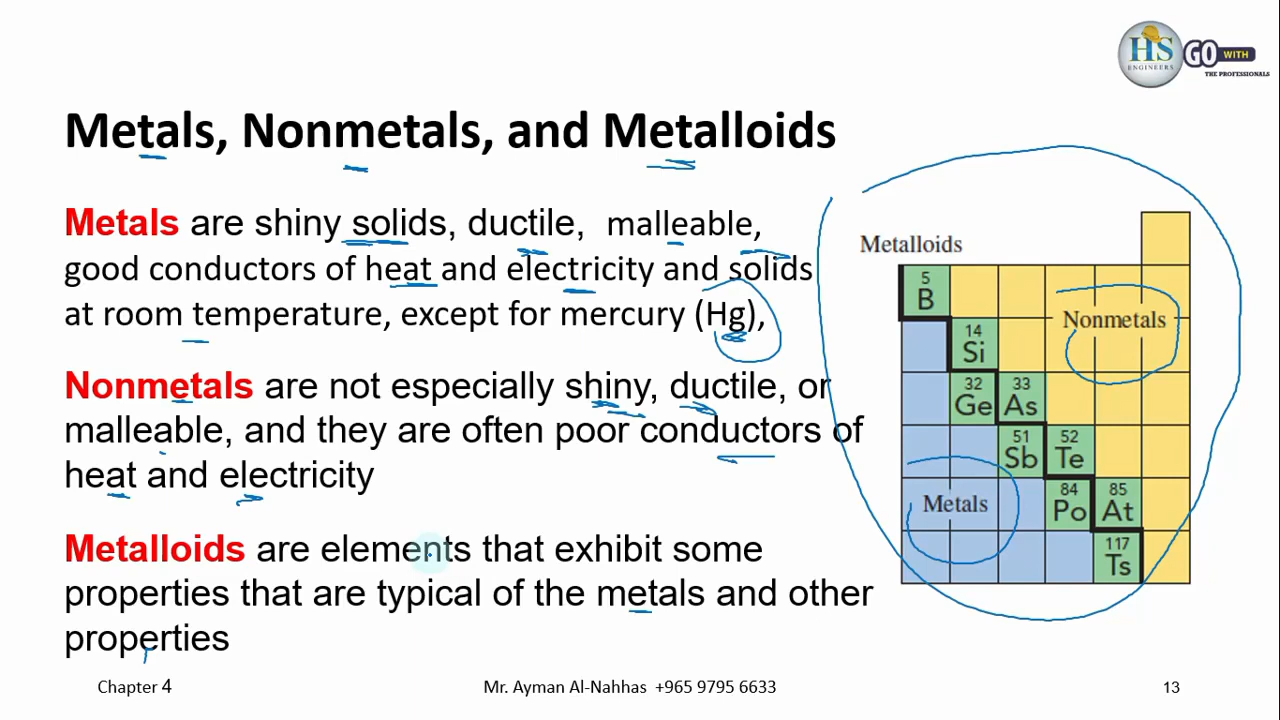 HS
ENGINEERS
GO WITH
THE PROFESSIONALS
Metals, Nonmetals, and Metalloids
Metals are shiny solids, ductile, malleable,
good conductors of heat and electricity and solids
at room temperature, except for mercury (Hg),
Nonmetals are not especially shiny, ductile, or
malleable, and they are often poor conductors of
heat and electricity
Metalloids are elements that exhibit some
properties that are typical of the metals and other
properties
Metalloids
5
B
14
Si
Nonmetals
32 33
Ge As
51 52
Sb Te
Metals
84 85
Po At
117
Ts
Chapter 4
Mr. Ayman Al-Nahhas +965 9795 6633
13